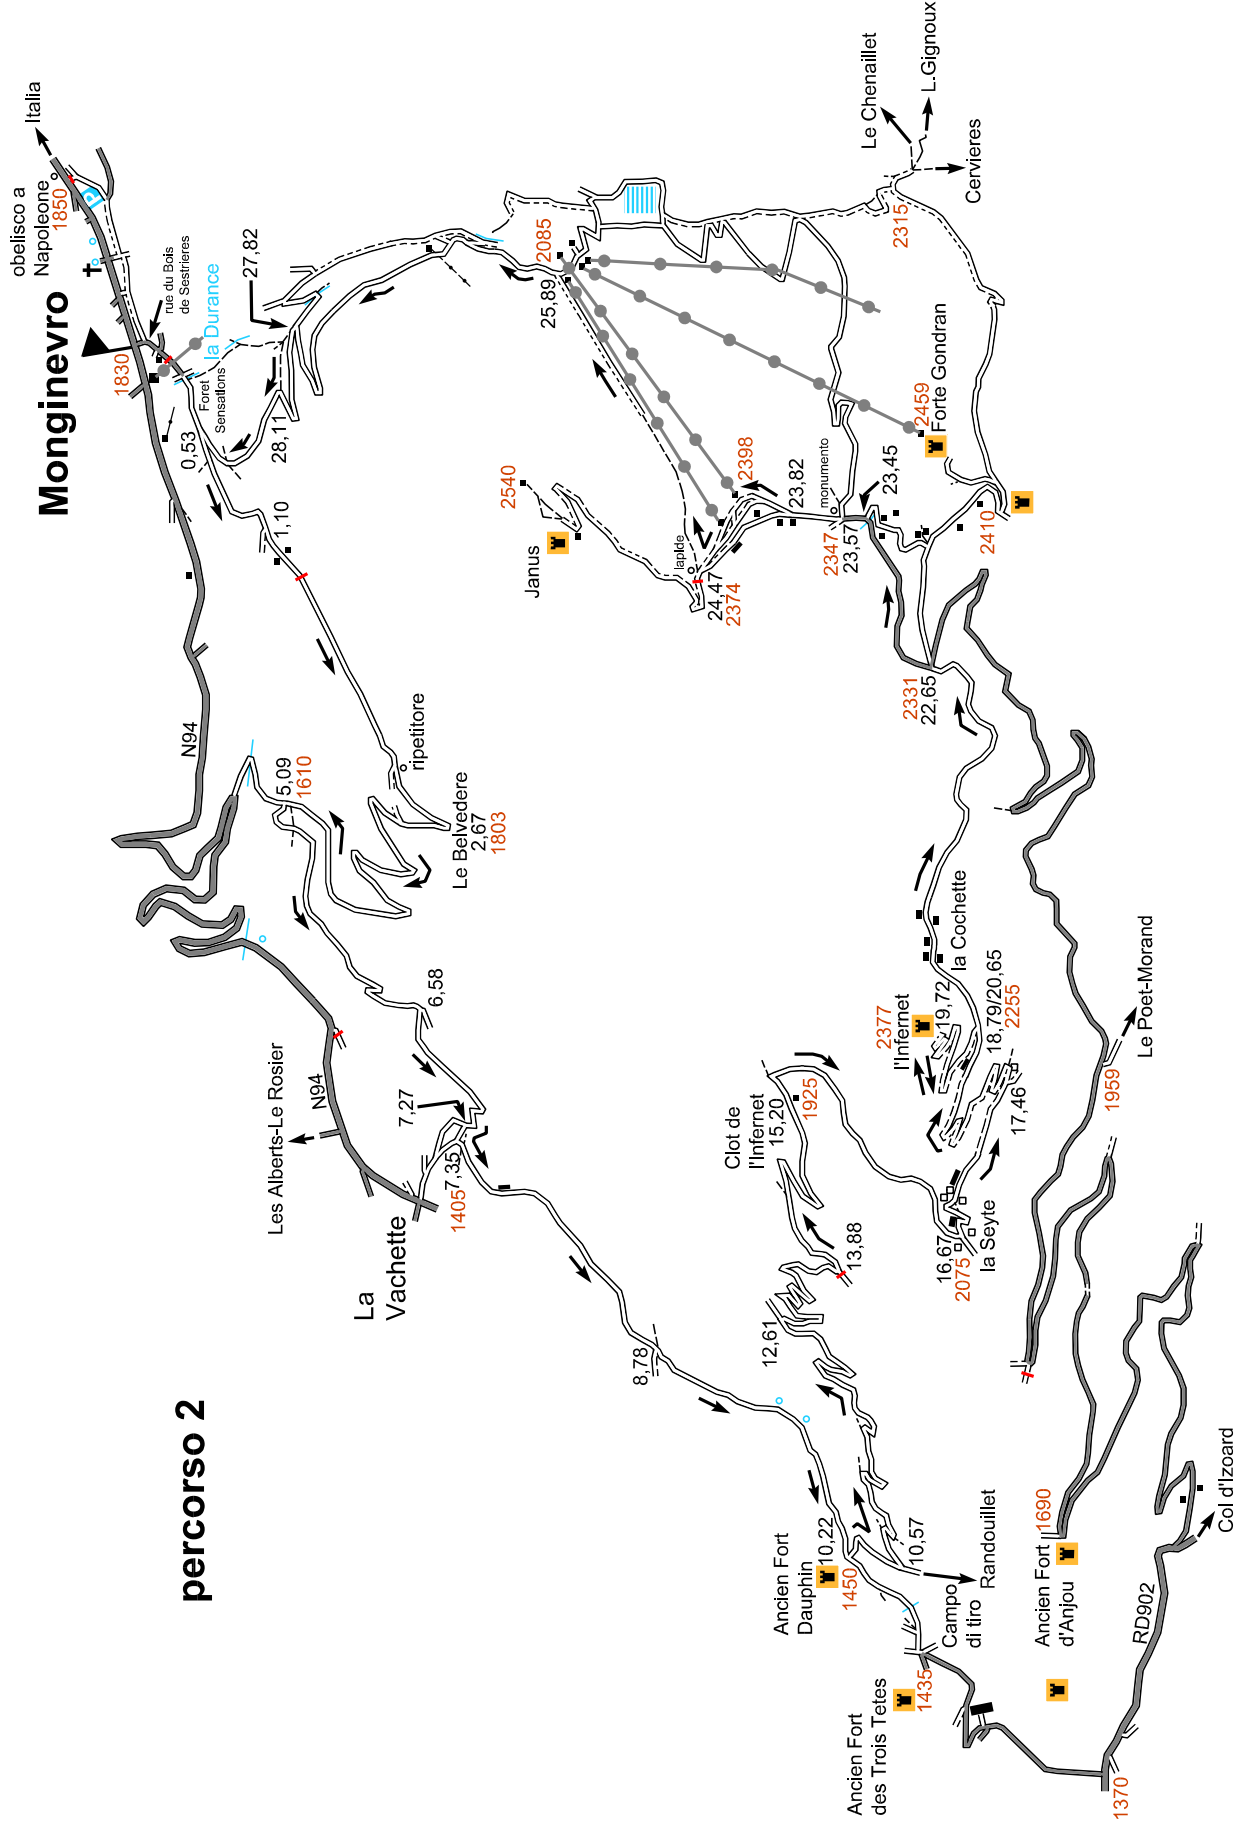 percorso 2
Monginevro
obelisco a
Napoleone
1850
Italia
P
1830
rue du Bois
de Sestrieres
la Durance
Foret
Sensations
27,82
0,53
28,11
1,10
N94
ripetitore
Le Belvedere
2,67
1803
5,09
1610
6,58
Les Alberts-Le Rosier
N94
7,27
7,35
1405
La
Vachette
8,78
2085
25,89
2540
Janus
2398
lapide
24,47
2374
23,82
monumento
2347
23,57
23,45
2459
Forte Gondran
2410
2315
Le Chenaillet
L.Gignoux
Cervieres
2331
22,65
la Cochette
2377
l'Infernet
19,72
18,79/20,65
2255
17,46
Clot de
l'Infernet
15,20
1925
13,88
16,67
2075
la Seyte
12,61
1959
Le Poet-Morand
Ancien Fort
Dauphin
10,22
1450
10,57
Randouillet
Campo
di tiro
Ancien Fort
des Trois Tetes
1435
1690
Ancien Fort
d'Anjou
RD902
Col d'Izoard
1370